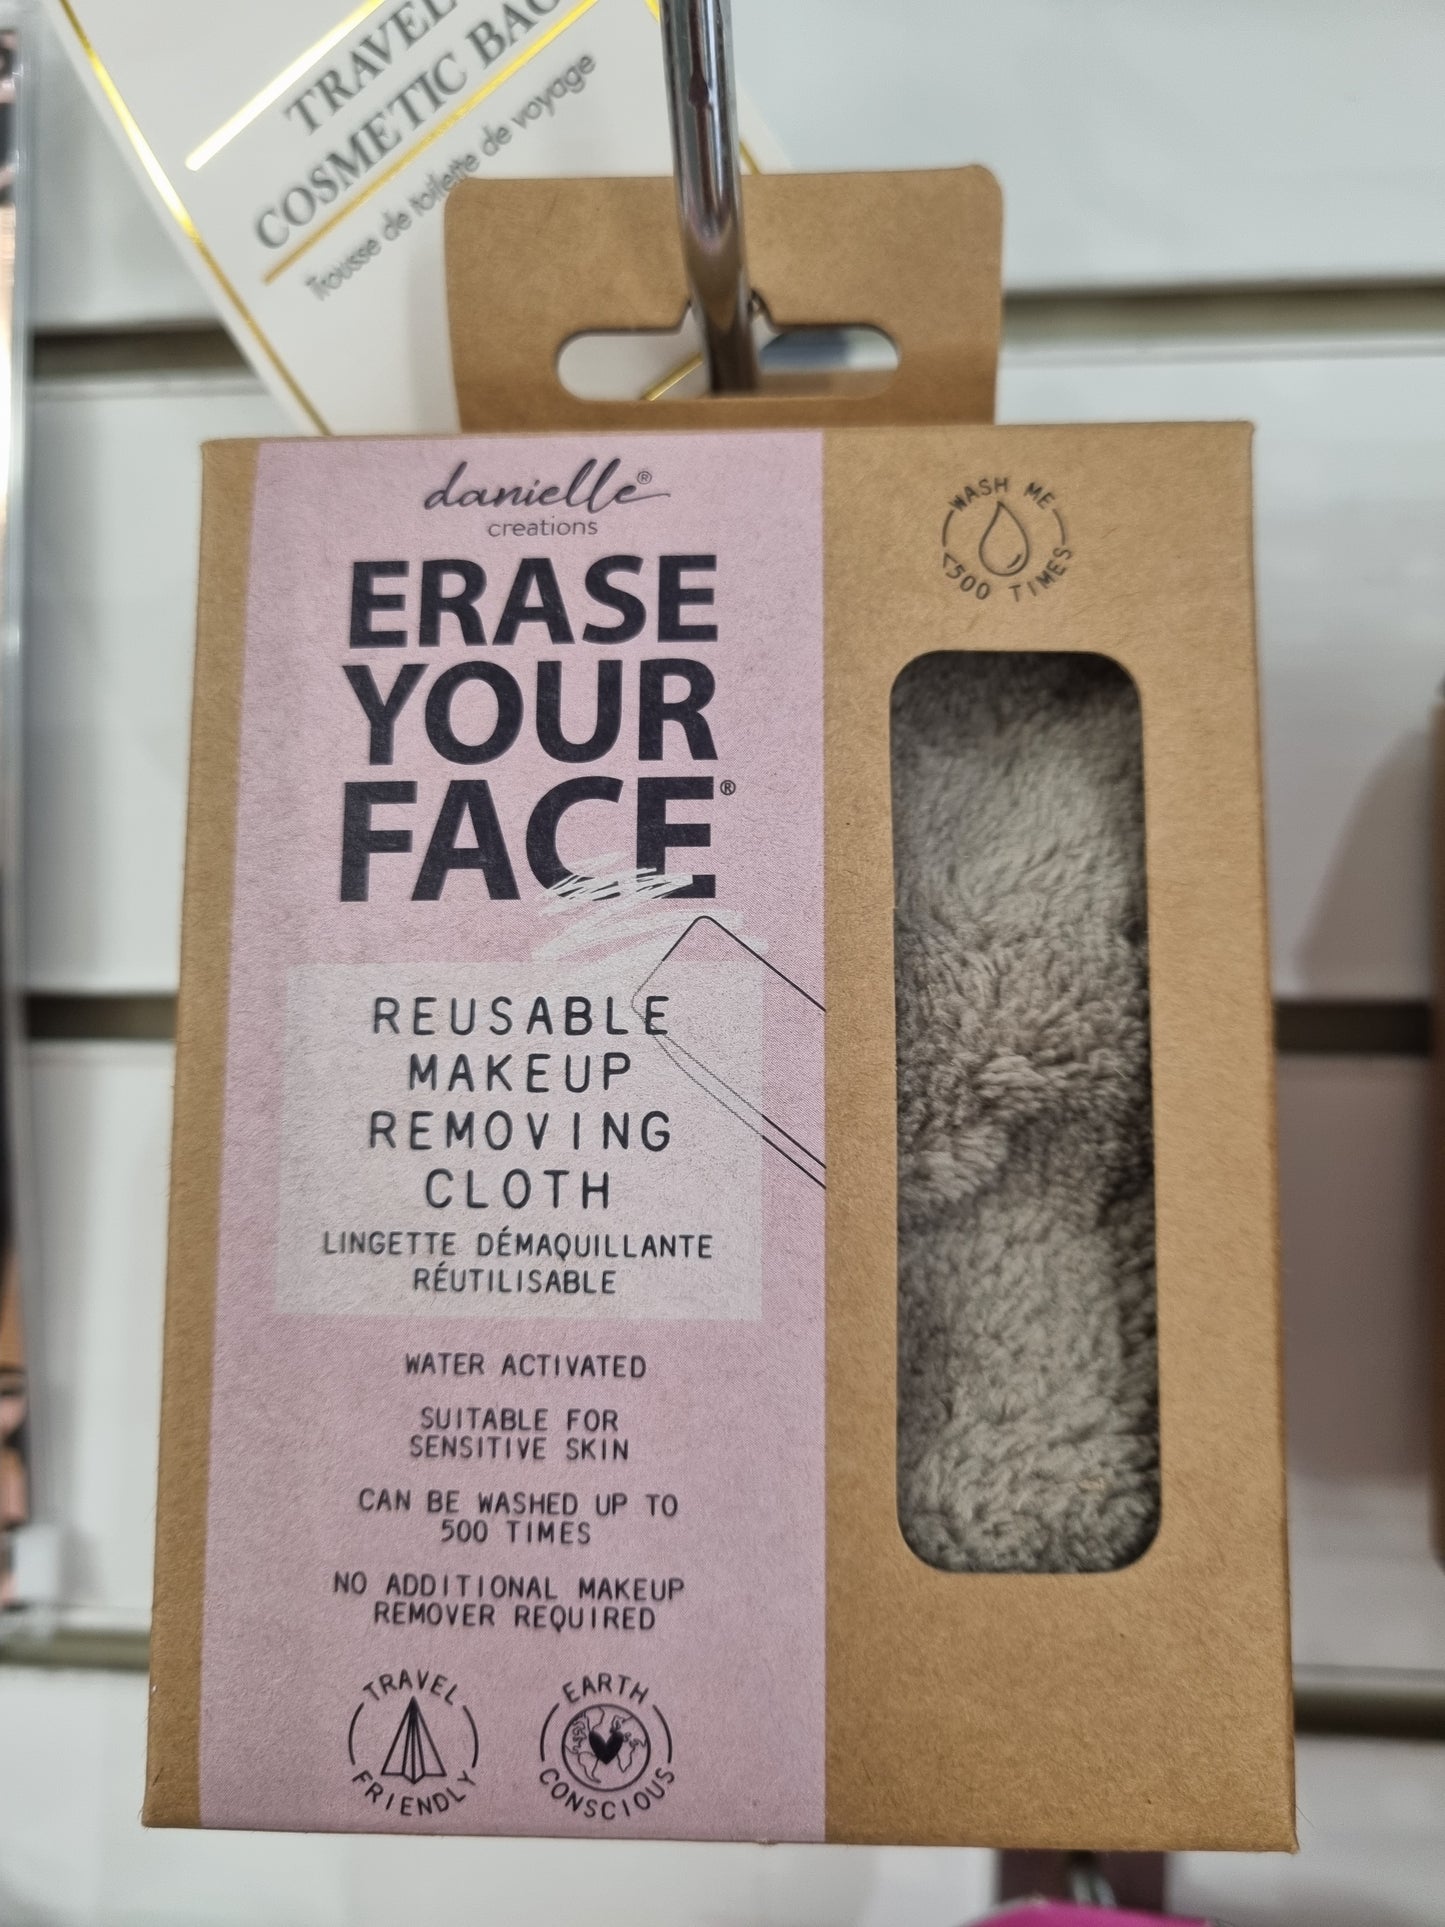 TRAVEL
COSMETIC BAG
Trousse de toilette de voyage
danielle®
creations
ERASE
YOUR
FACE®
REUSABLE
MAKEUP
REMOVING
CLOTH
LINGETTE DÉMAQUILLANTE
RÉUTILISABLE
WATER ACTIVATED
SUITABLE FOR
SENSITIVE SKIN
CAN BE WASHED UP TO
500 TIMES
NO ADDITIONAL MAKEUP
REMOVER REQUIRED
TRAVEL
FRIENDLY
EARTH
CONSCIOUS
WASH ME
<500 TIMES